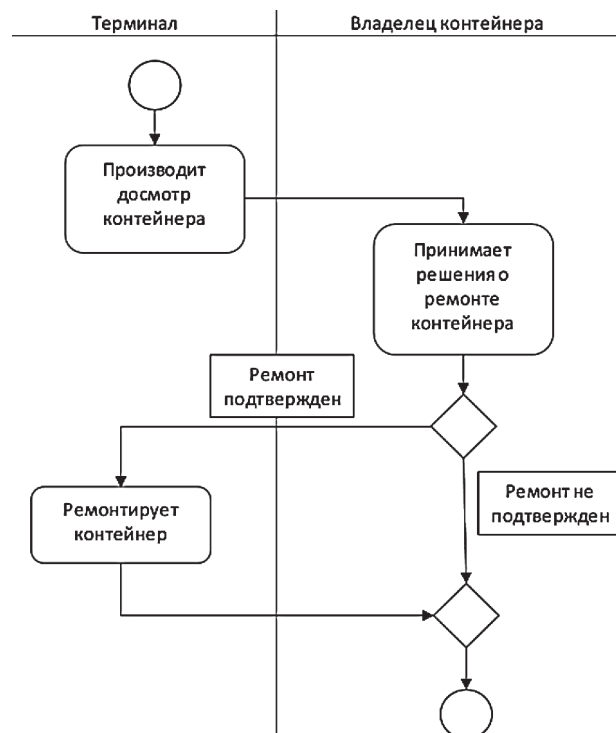 Терминал
Владелец контейнера
Производит
досмотр
контейнера
Принимает
решения о
ремонте
контейнера
Ремонт
подтвержден
Ремонт не
подтвержден
Ремонтирует
контейнер